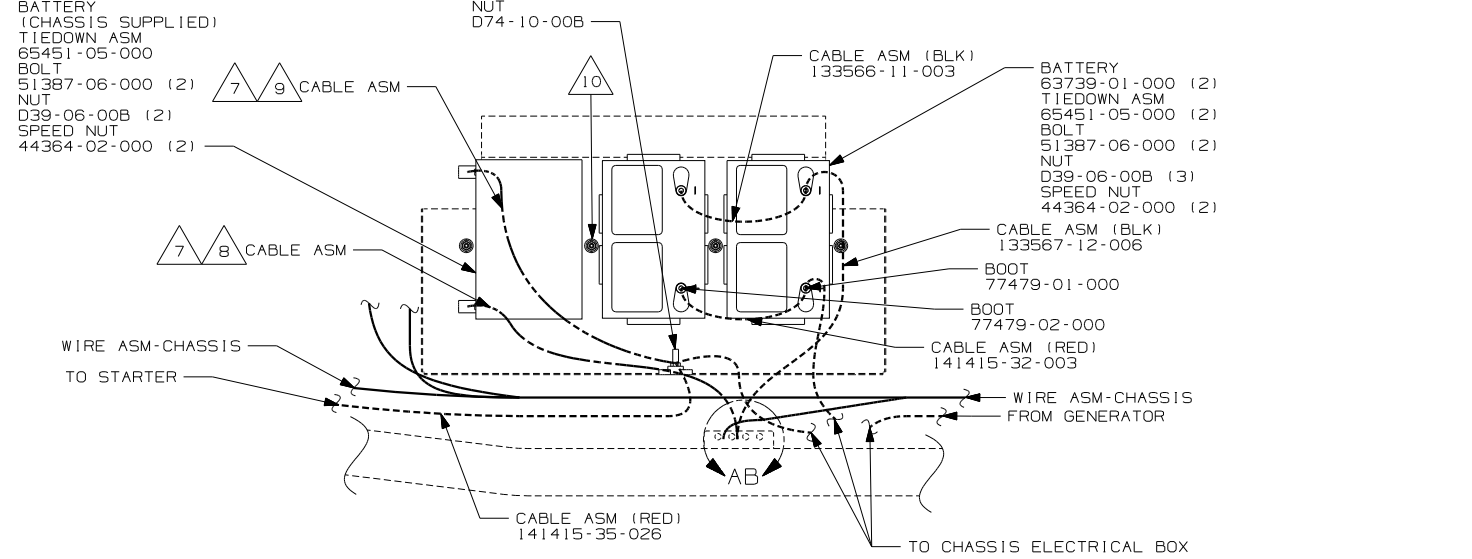 BATTERY
(CHASSIS SUPPLIED)
TIEDOWN ASM
65451-05-000
BOLT
51387-06-000 (2)
NUT
D39-06-00B (2)
SPEED NUT
44364-02-000 (2)
7 9 CABLE ASM
NUT
D74-10-00B
10
CABLE ASM (BLK)
133566-11-003
BATTERY
63739-01-000 (2)
TIEDOWN ASM
65451-05-000 (2)
BOLT
51387-06-000 (2)
NUT
D39-06-00B (3)
SPEED NUT
44364-02-000 (2)
7 8 CABLE ASM
CABLE ASM (BLK)
133567-12-006
BOOT
77479-01-000
BOOT
77479-02-000
CABLE ASM (RED)
141415-32-003
WIRE ASM-CHASSIS
TO STARTER
WIRE ASM-CHASSIS
FROM GENERATOR
AB
CABLE ASM (RED)
141415-35-026
TO CHASSIS ELECTRICAL BOX